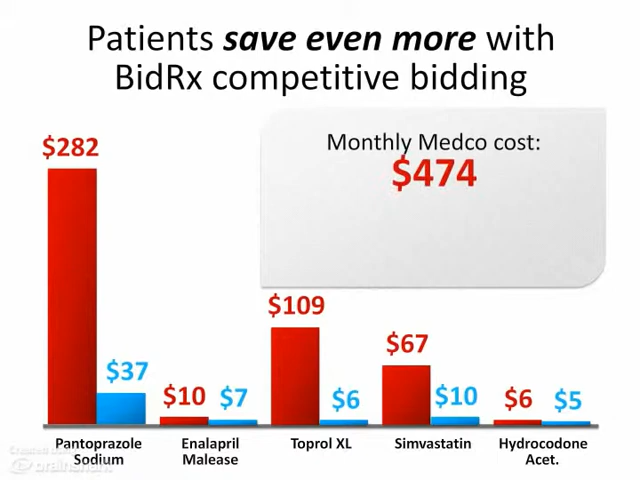 Patients save even more with
BidRx competitive bidding
Monthly Medco cost:
$474
$282
$37
$10
$7
$109
$6
$67
$10
$6
$5
Pantoprazole
Sodium
Enalapril
Malease
Toprol XL
Simvastatin
Hydrocodone
Acet.
Created